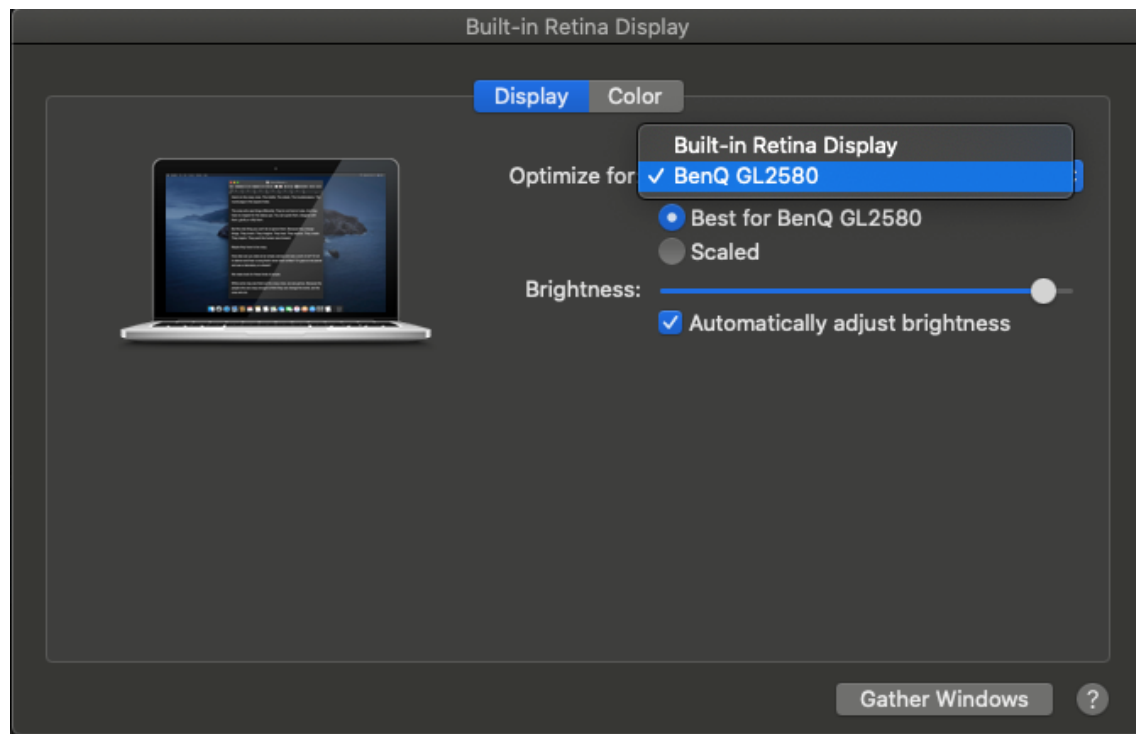 Built-in Retina Display
Display Color
Built-in Retina Display
Optimize for: ✓ BenQ GL2580
Best for BenQ GL2580
Scaled
Brightness:
Automatically adjust brightness
Gather Windows ?